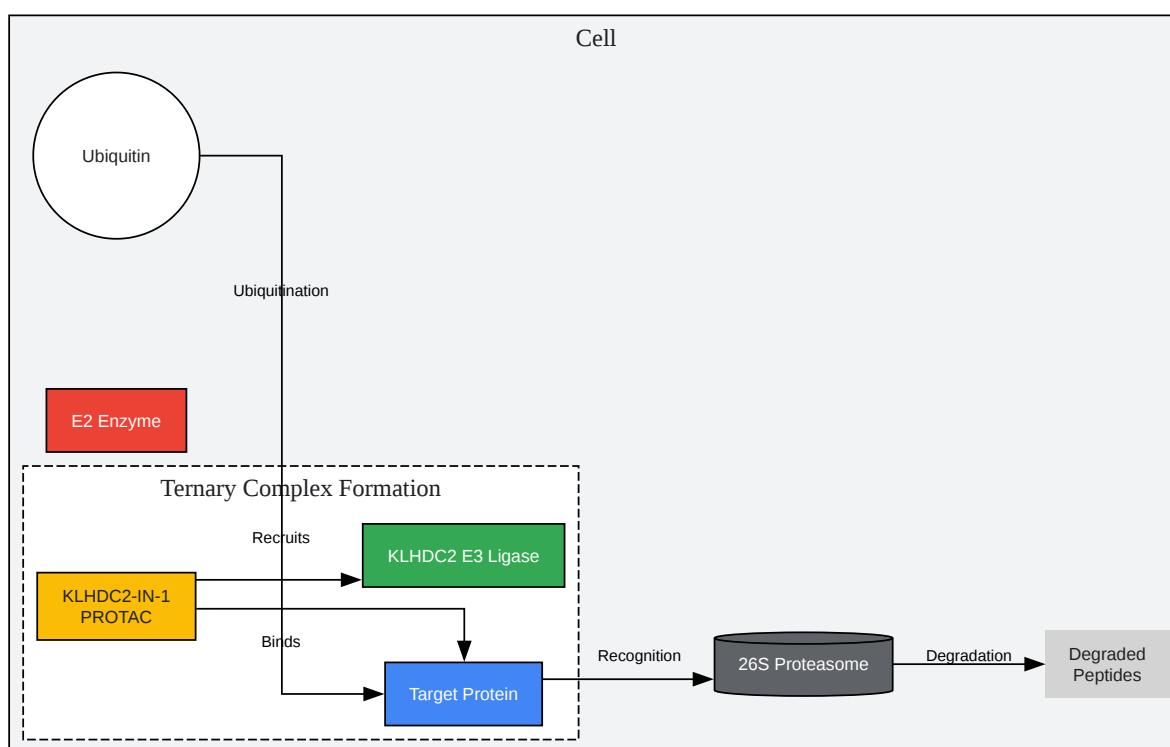 Cell
Ubiquitin
Ubiquitination
E2 Enzyme
Ternary Complex Formation
Recruits
KLHDC2 E3 Ligase
KLHDC2-IN-1
PROTAC
Binds
Target Protein
Recognition
26S Proteasome
Degradation
Degraded
Peptides